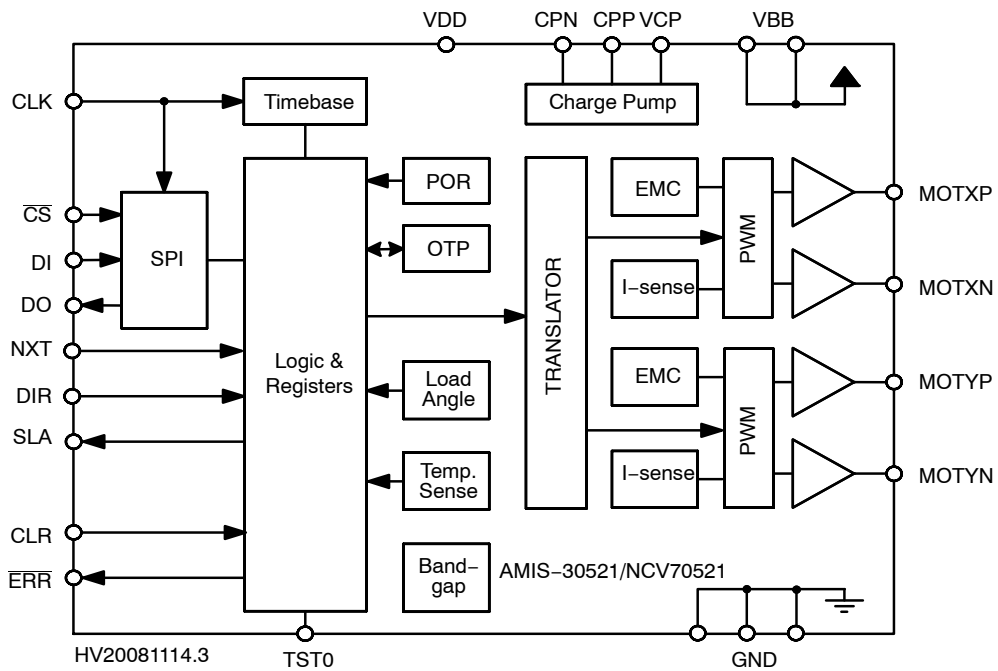 VDD
CPN
CPP
VCP
VBB
CLK
Timebase
Charge Pump
POR
EMC
MOTXP
CS
DI
DO
SPI
OTP
TRANSLATOR
PWM
I−sense
MOTXN
NXT
DIR
SLA
Logic &
Registers
Load
Angle
EMC
PWM
MOTYP
Temp.
Sense
I−sense
MOTYN
CLR
ERR
Band−
gap
AMIS−30521/NCV70521
HV20081114.3
TST0
GND